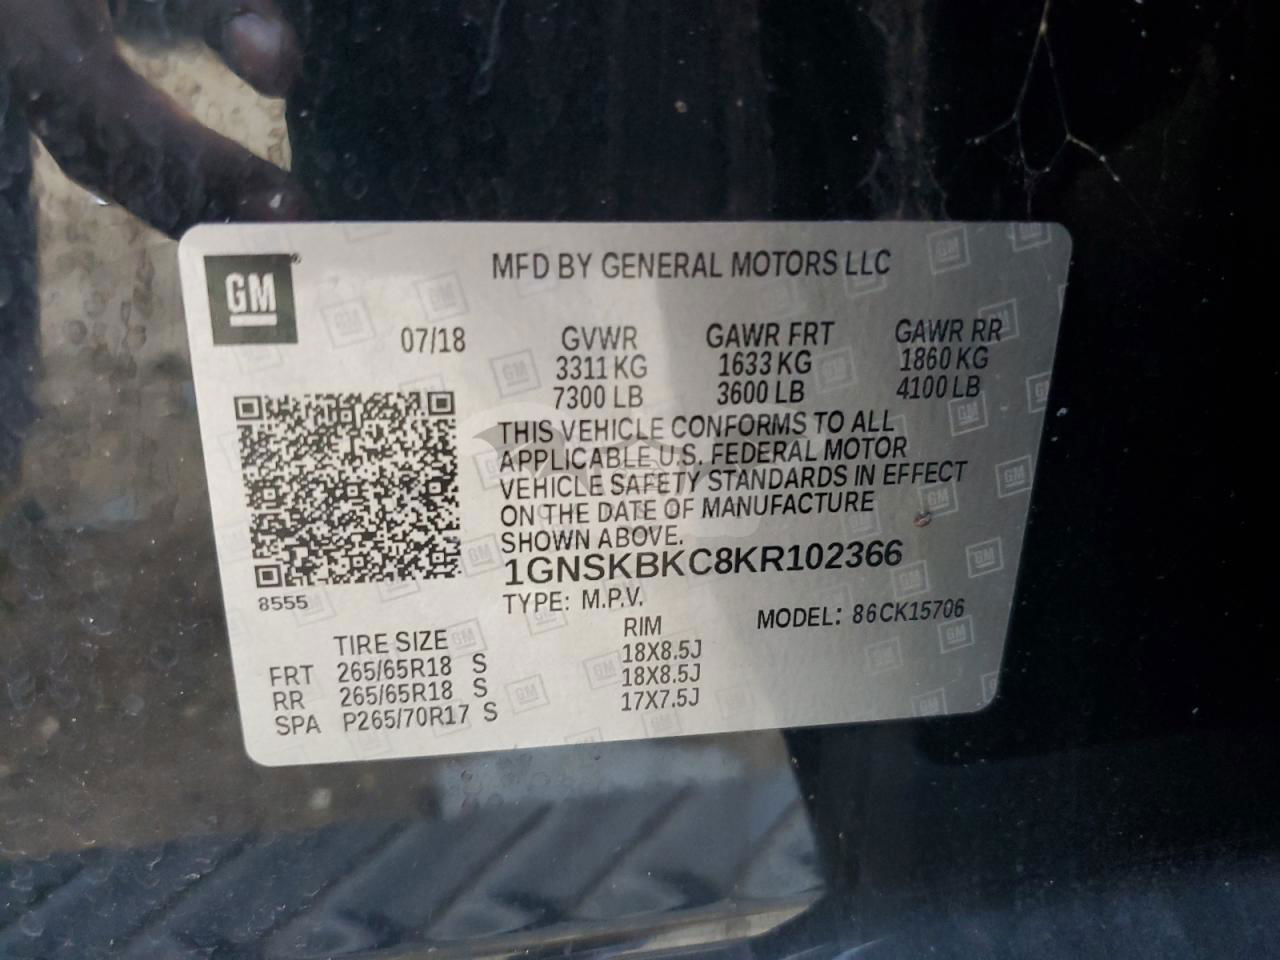 GM®
MFD BY GENERAL MOTORS LLC
07/18 GVWR GAWR FRT GAWR RR
3311 KG 1633 KG 1860 KG
7300 LB 3600 LB 4100 LB
THIS VEHICLE CONFORMS TO ALL
APPLICABLE U.S. FEDERAL MOTOR
VEHICLE SAFETY STANDARDS IN EFFECT
ON THE DATE OF MANUFACTURE
SHOWN ABOVE.
1GNSKBKC8KR102366
8555
TYPE: M.P.V. MODEL: 86CK15706
TIRE SIZE RIM
FRT 265/65R18 S 18X8.5J
RR 265/65R18 S 18X8.5J
SPA P265/70R17 S 17X7.5J